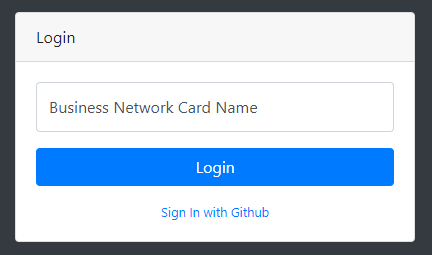 Login
Business Network Card Name
Login
Sign In with Github